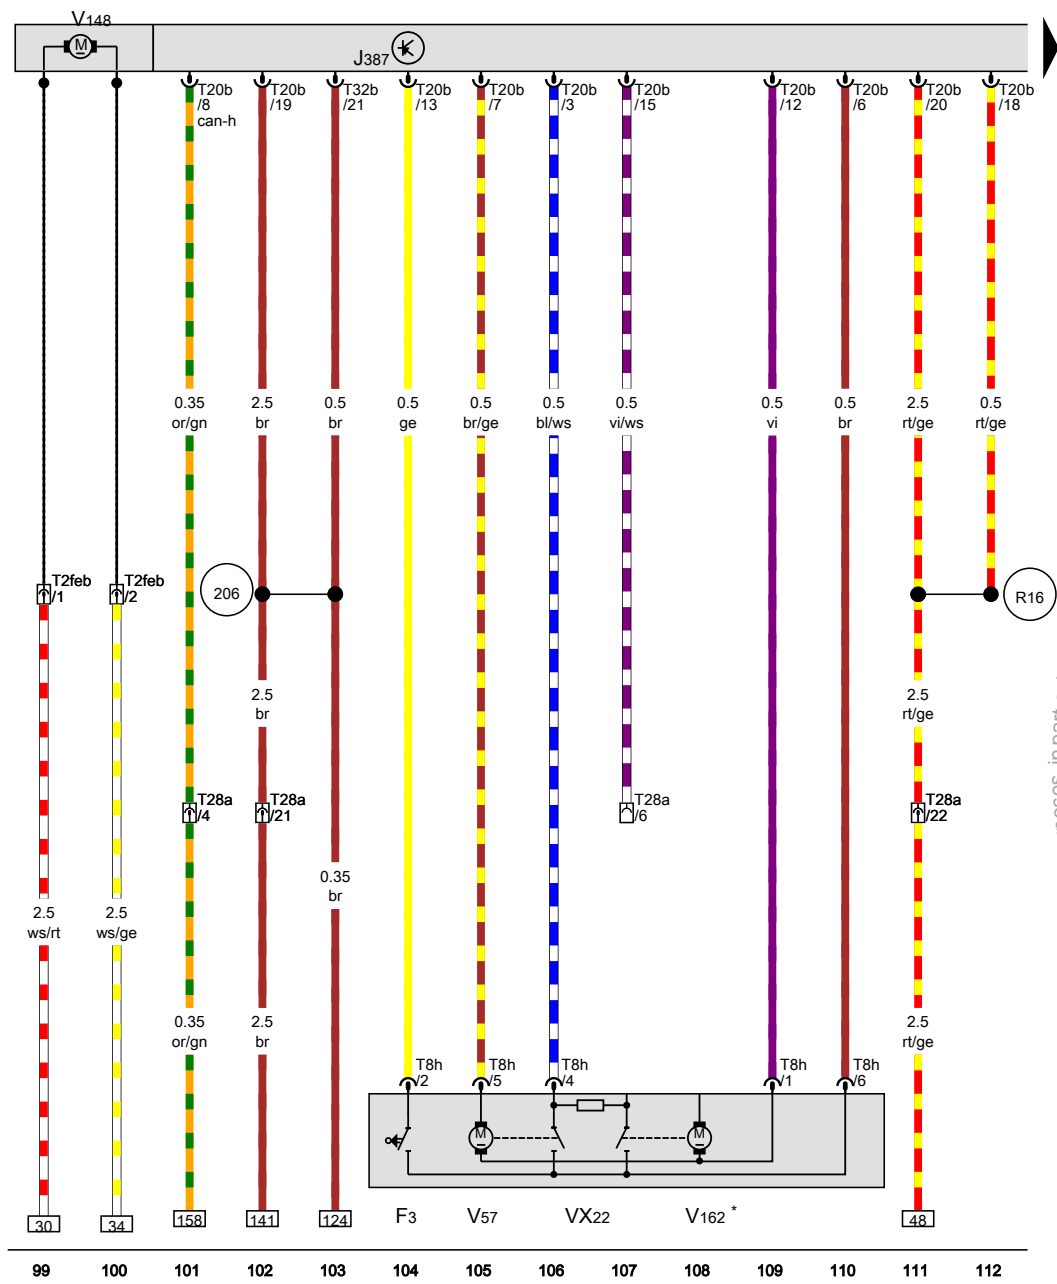 V148
M
J387
T20b
/8
can-h
T20b
/19
T32b
/21
T20b
/13
T20b
/7
T20b
/3
T20b
/15
T20b
/12
T20b
/6
T20b
/20
T20b
/18
0.35
or/gn
2.5
br
0.5
br
0.5
ge
0.5
br/ge
0.5
bl/ws
0.5
vi/ws
0.5
vi
0.5
br
2.5
rt/ge
0.5
rt/ge
T2feb
/1
T2feb
/2
206
R16
2.5
br
2.5
rt/ge
T28a
/4
T28a
/21
T28a
/6
T28a
/22
0.35
br
2.5
ws/rt
2.5
ws/ge
0.35
or/gn
2.5
br
2.5
rt/ge
T8h
/2
T8h
/5
T8h
/4
T8h
/1
T8h
/6
M
M
30
34
158
141
124
F3
V57
VX22
V162 *
48
99 100 101 102 103 104 105 106 107 108 109 110 111 112